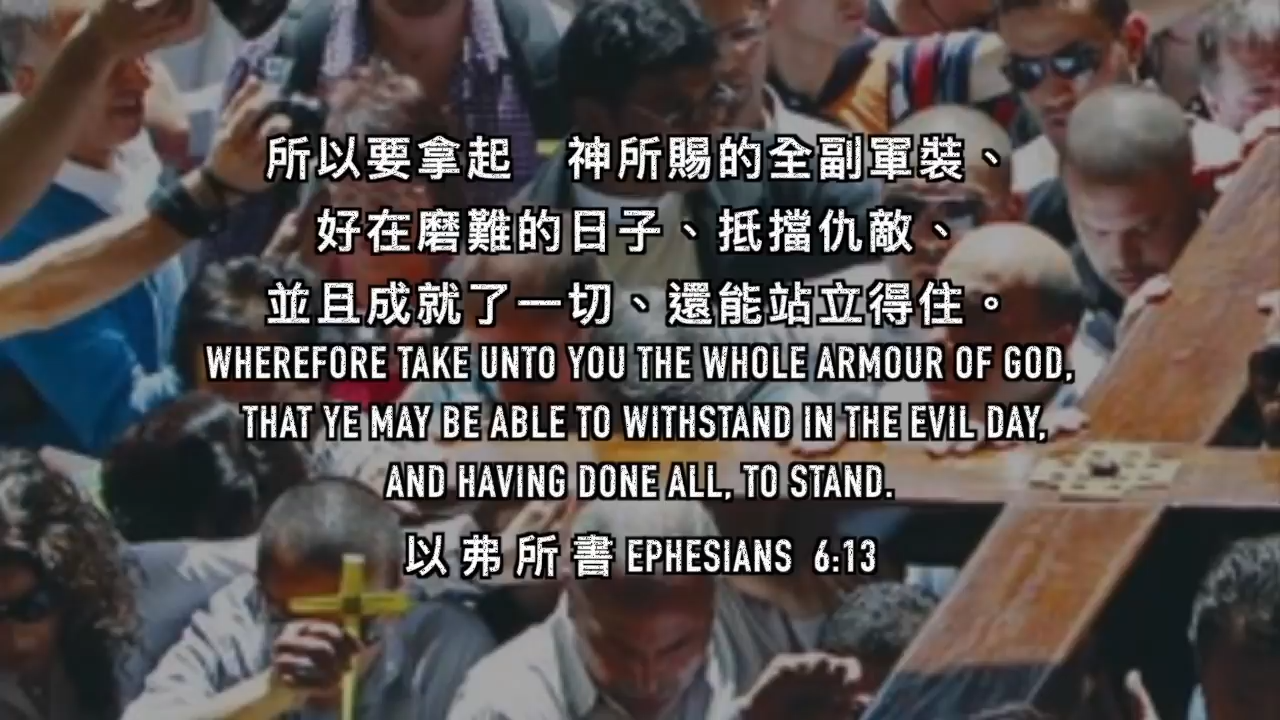 所以要拿起　神所賜的全副軍裝、
好在磨難的日子、抵擋仇敵、
並且成就了一切、還能站立得住。
WHEREFORE TAKE UNTO YOU THE WHOLE ARMOUR OF GOD,
THAT YE MAY BE ABLE TO WITHSTAND IN THE EVIL DAY,
AND HAVING DONE ALL, TO STAND.
以弗所書 EPHESIANS 6:13